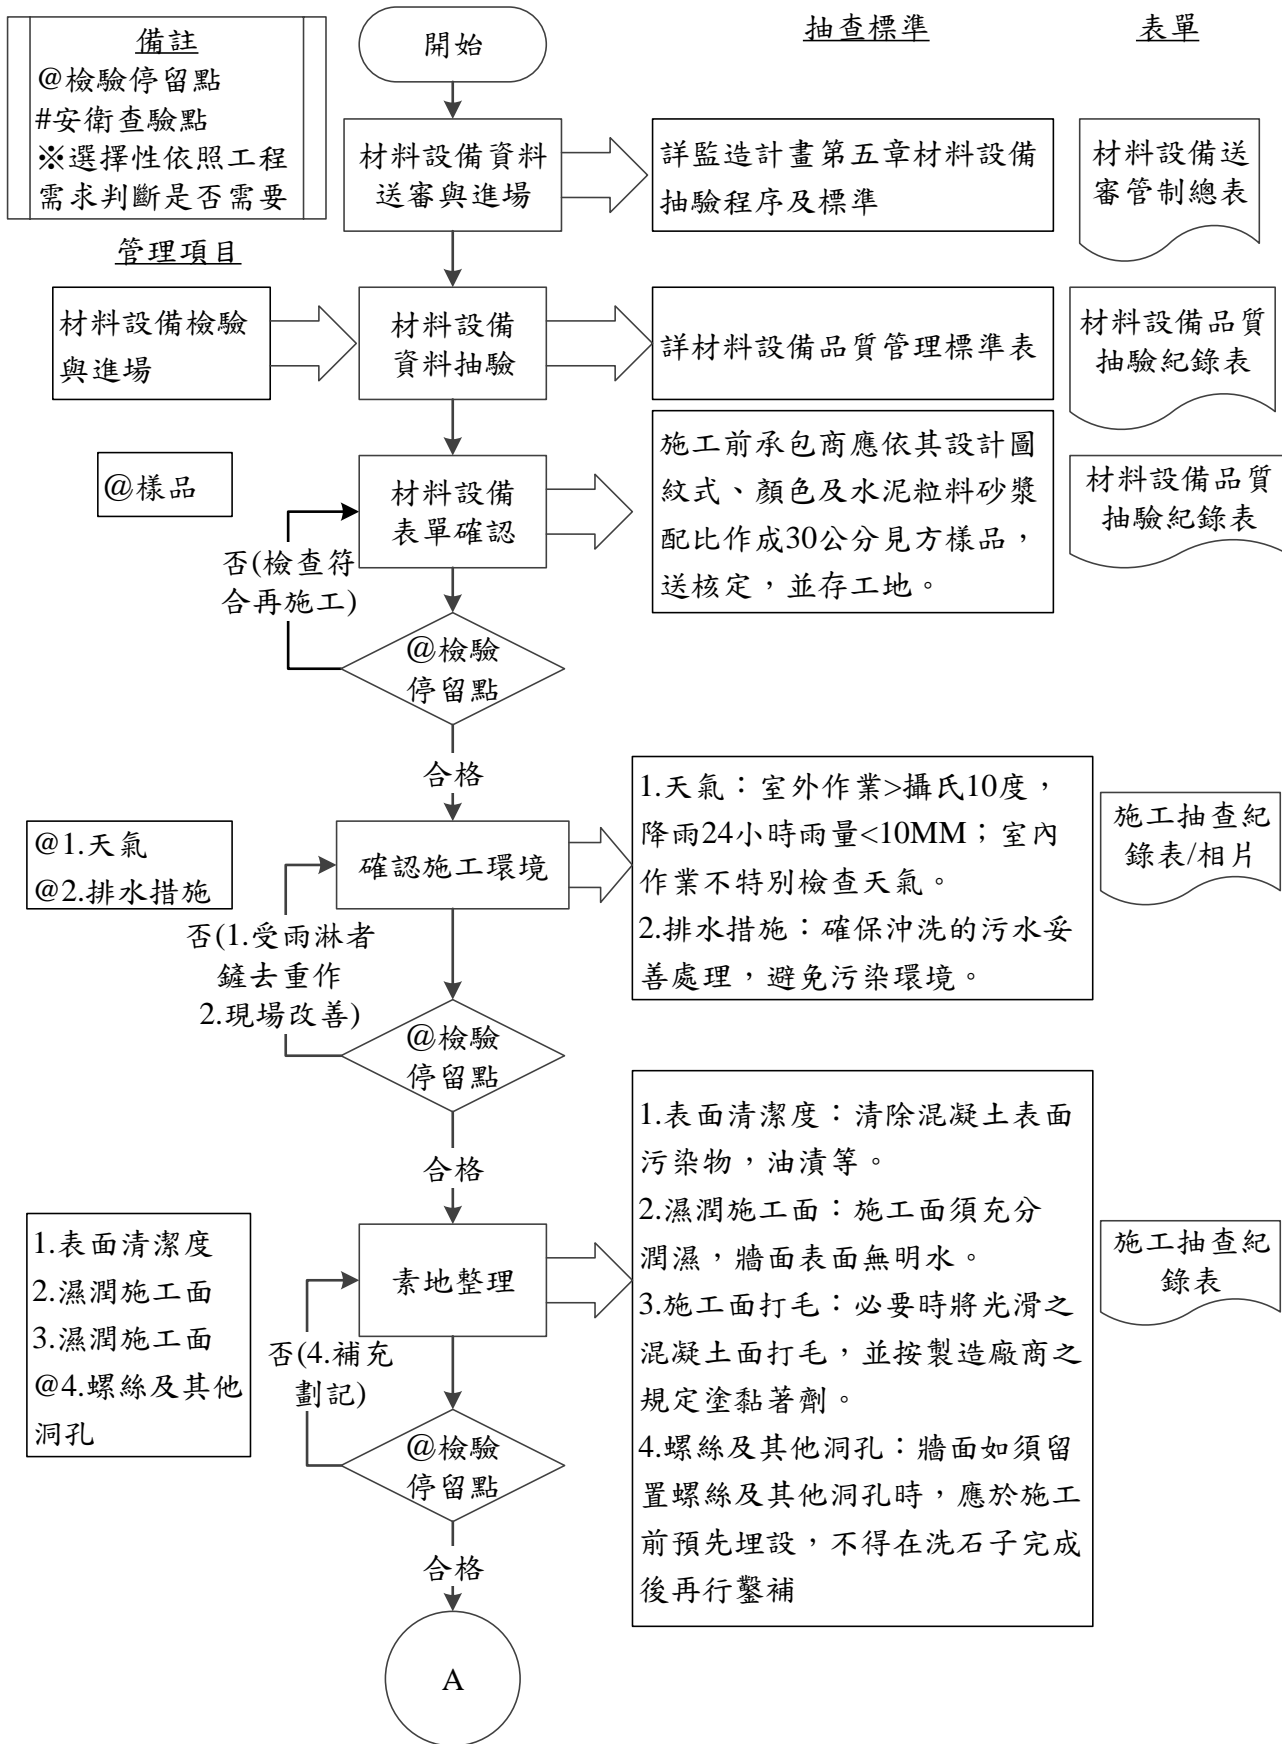 備註
@檢驗停留點
#安衛查驗點
※選擇性依照工程
需求判斷是否需要
開始
抽查標準
表單
材料設備資料
送審與進場
詳監造計畫第五章材料設備
抽驗程序及標準
材料設備送
審管制總表
管理項目
材料設備檢驗
與進場
材料設備
資料抽驗
詳材料設備品質管理標準表
材料設備品質
抽驗紀錄表
@樣品
材料設備
表單確認
施工前承包商應依其設計圖
紋式、顏色及水泥粒料砂漿
配比作成30公分見方樣品，
送核定，並存工地。
材料設備品質
抽驗紀錄表
否(檢查符
合再施工)
@檢驗
停留點
合格
@1.天氣
@2.排水措施
確認施工環境
1.天氣：室外作業>攝氏10度，
降雨24小時雨量<10MM；室內
作業不特別檢查天氣。
2.排水措施：確保沖洗的污水妥
善處理，避免污染環境。
施工抽查紀
錄表/相片
否(1.受雨淋者
鏟去重作
2.現場改善)
@檢驗
停留點
合格
1.表面清潔度
2.濕潤施工面
3.濕潤施工面
@4.螺絲及其他
洞孔
素地整理
1.表面清潔度：清除混凝土表面
污染物，油漬等。
2.濕潤施工面：施工面須充分
潤濕，牆面表面無明水。
3.施工面打毛：必要時將光滑之
混凝土面打毛，並按製造廠商之
規定塗黏著劑。
4.螺絲及其他洞孔：牆面如須留
置螺絲及其他洞孔時，應於施工
前預先埋設，不得在洗石子完成
後再行鑿補
施工抽查紀
錄表
否(4.補充
劃記)
@檢驗
停留點
合格
A